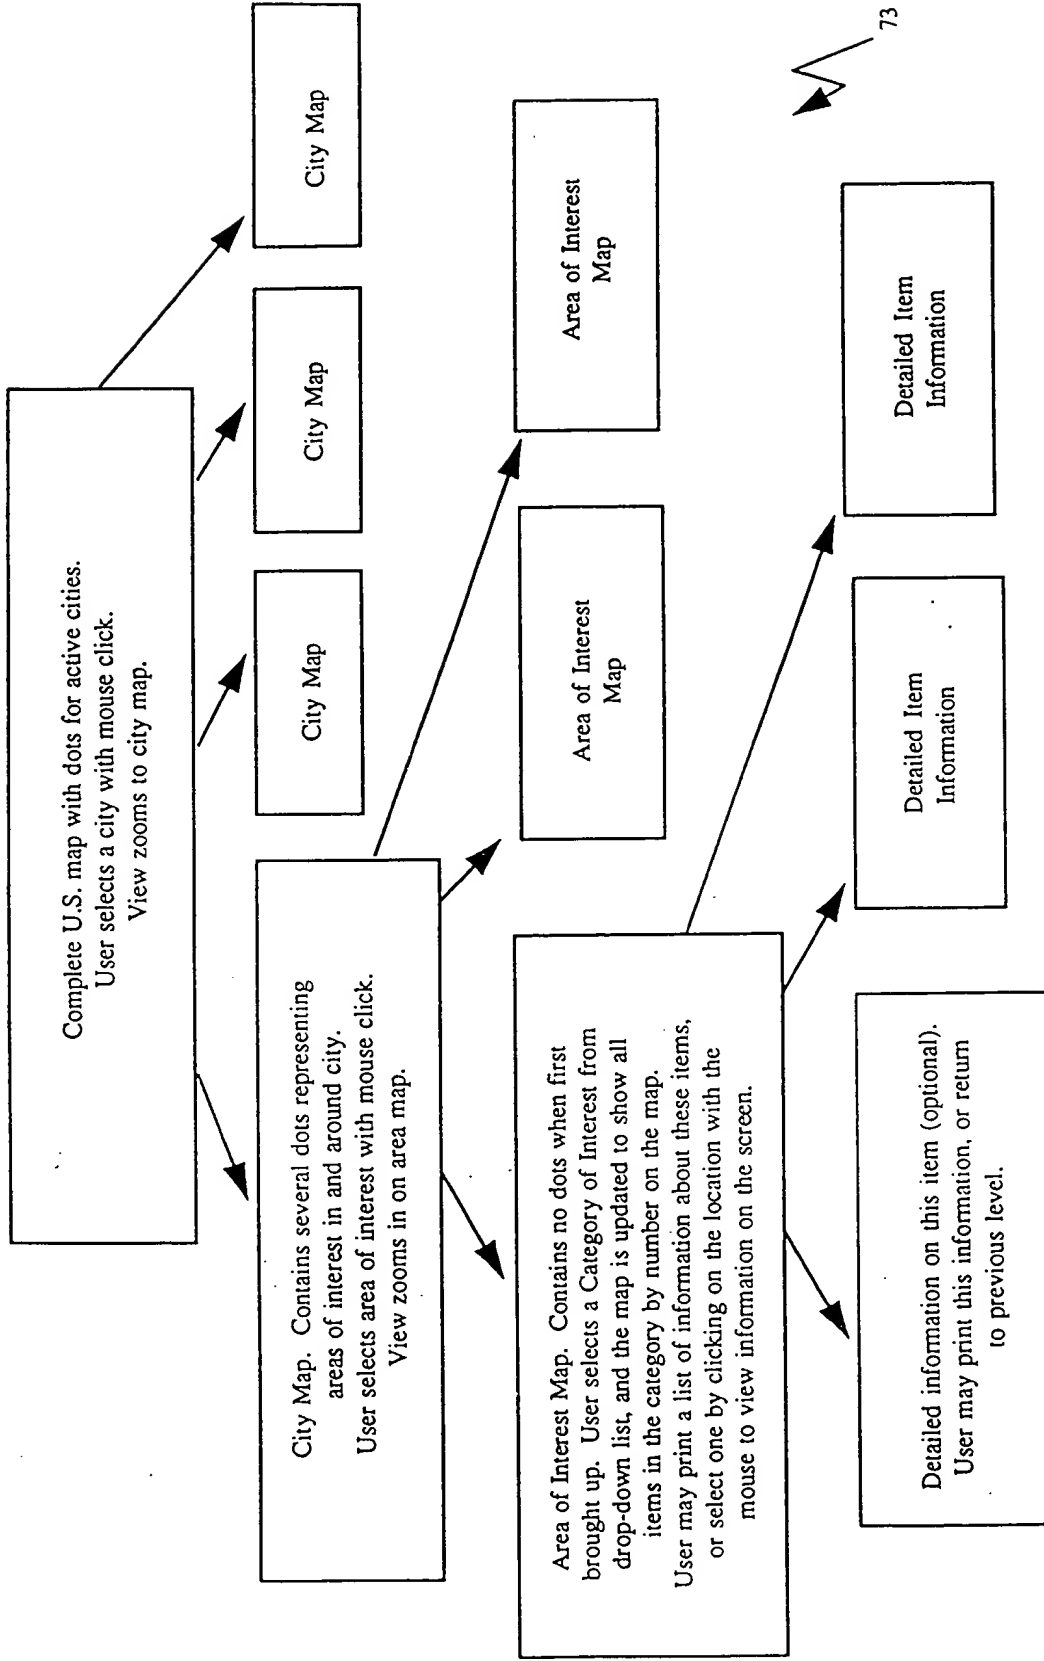 Complete U.S. map with dots for active cities.
User selects a city with mouse click.
View zooms to city map.
City Map. Contains several dots representing
areas of interest in and around city.
User selects area of interest with mouse click.
View zooms in on area map.
City Map
City Map
City Map
Area of Interest Map. Contains no dots when first
brought up. User selects a Category of Interest from
drop-down list, and the map is updated to show all
items in the category by number on the map.
User may print a list of information about these items,
or select one by clicking on the location with the
mouse to view information on the screen.
Area of Interest
Map
Area of Interest
Map
Detailed information on this item (optional).
User may print this information, or return
to previous level.
Detailed Item
Information
Detailed Item
Information
73